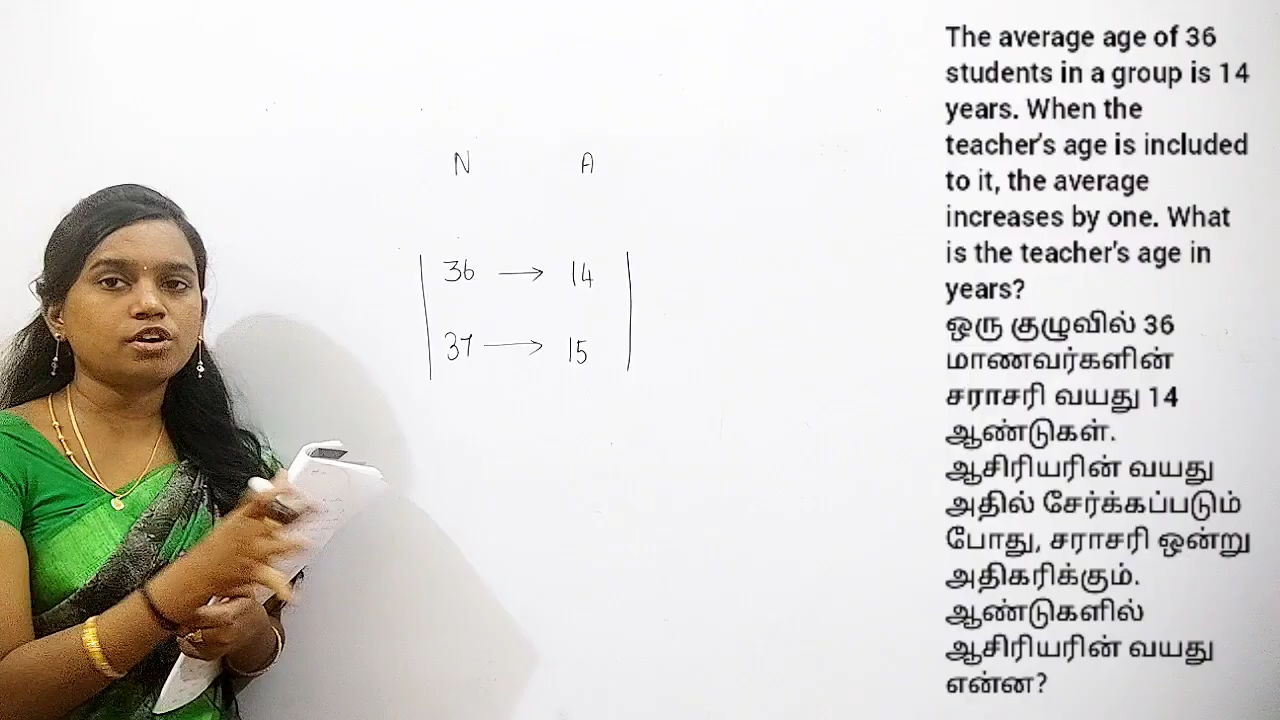 N A
36 → 14
37 → 15
The average age of 36
students in a group is 14
years. When the
teacher's age is included
to it, the average
increases by one. What
is the teacher's age in
years?
ஒரு குழுவில் 36
மாணவர்களின்
சராசரி வயது 14
ஆண்டுகள்.
ஆசிரியரின் வயது
அதில் சேர்க்கப்படும்
போது, சராசரி ஒன்று
அதிகரிக்கும்.
ஆண்டுகளில்
ஆசிரியரின் வயது
என்ன?